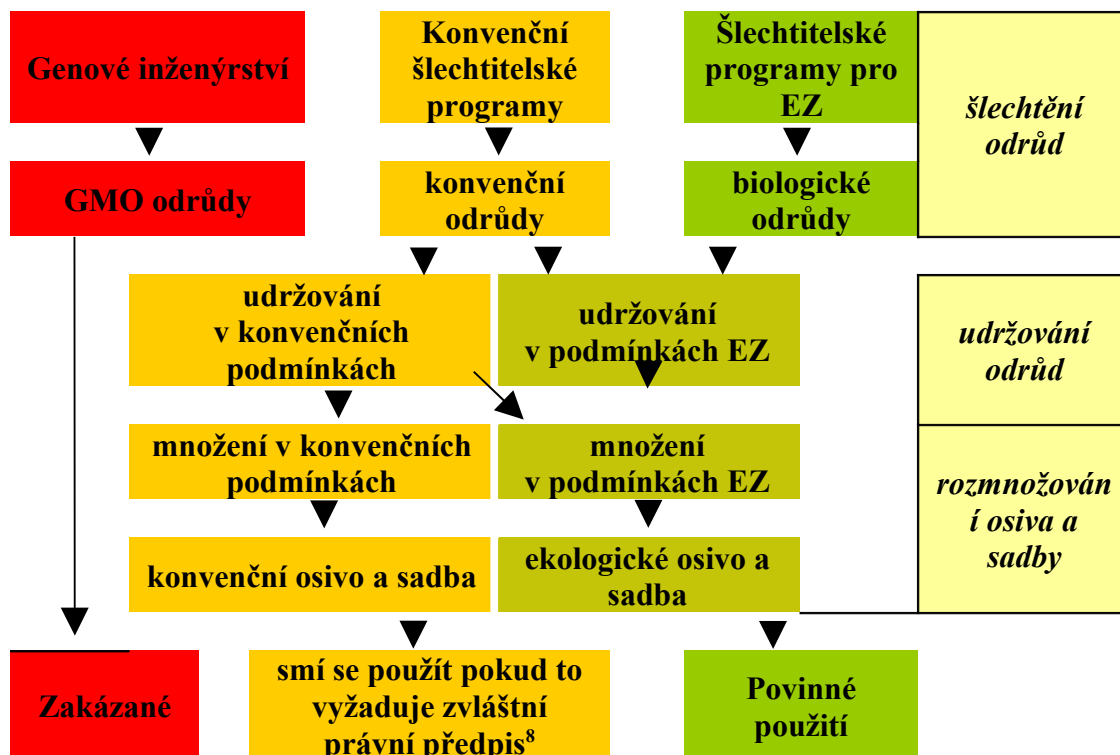 Genové inženýrství
Konvenční
šlechtitelské
programy
Šlechtitelské
programy pro
EZ
šlechtění
odrůd
GMO odrůdy
konvenční
odrůdy
biologické
odrůdy
udržování
v konvenčních
podmínkách
udržování
v podmínkách EZ
udržování
odrůd
množení v konvenčních
podmínkách
množení
v podmínkách EZ
rozmnožován
í osiva a
sadby
konvenční osivo a sadba
ekologické osivo a
sadba
Zakázané
smí se použít pokud to
vyžaduje zvláštní
právní předpis⁸
Povinné
použití